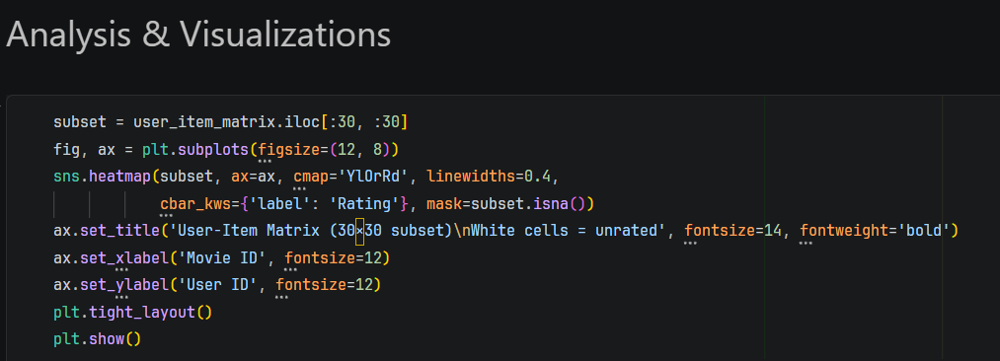 Analysis & Visualizations
subset = user_item_matrix.iloc[:30, :30]
fig, ax = plt.subplots(figsize=(12, 8))
sns.heatmap(subset, ax=ax, cmap='YlOrRd', linewidths=0.4,
cbar_kws={'label': 'Rating'}, mask=subset.isna())
ax.set_title('User-Item Matrix (30×30 subset)\nWhite cells = unrated', fontsize=14, fontweight='bold')
ax.set_xlabel('Movie ID', fontsize=12)
ax.set_ylabel('User ID', fontsize=12)
plt.tight_layout()
plt.show()